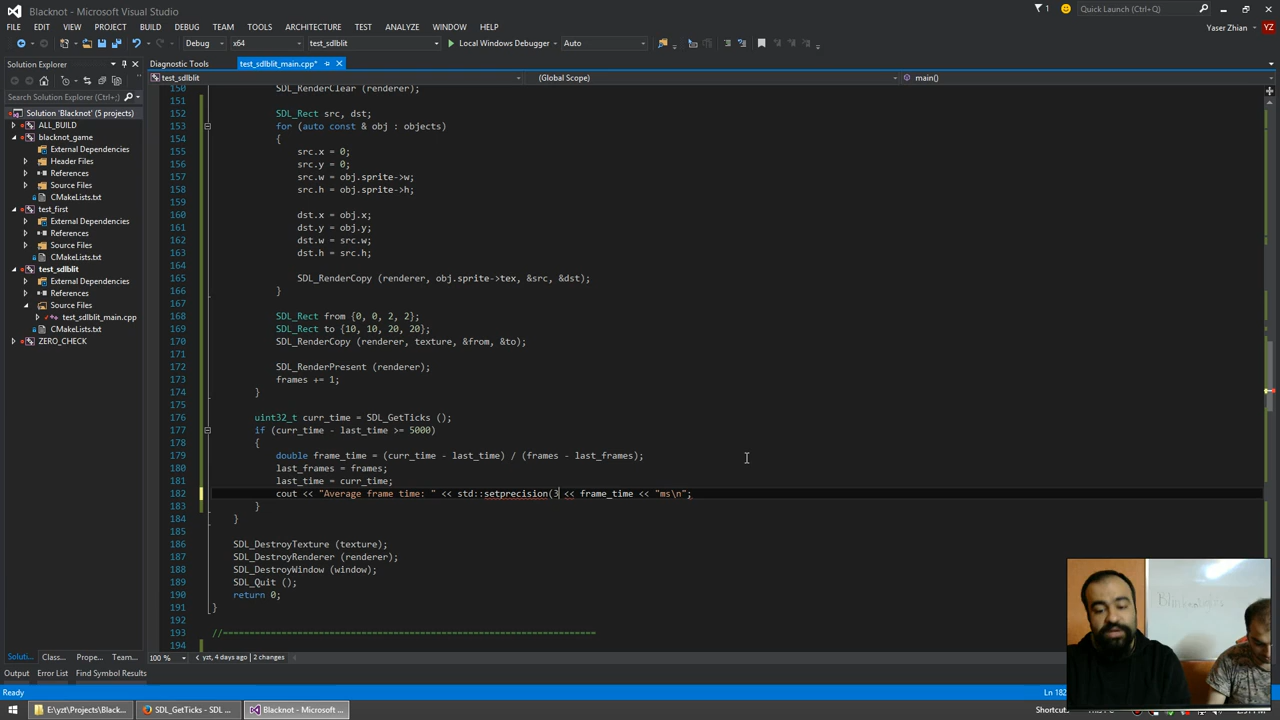 Blacknot - Microsoft Visual Studio
1
Quick Launch (Ctrl+Q)
FILE EDIT VIEW PROJECT BUILD DEBUG TEAM TOOLS ARCHITECTURE TEST ANALYZE WINDOW HELP
Yaser Zhian
Debug x64 test_sdlblit Local Windows Debugger Auto
Solution Explorer
Diagnostic Tools
test_sdlblit_main.cpp*
test_sdlblit
(Global Scope)
main()
Search Solution Explorer (Ctrl+;)
Solution 'Blacknot' (5 projects)
ALL_BUILD
blacknot_game
External Dependencies
Header Files
References
Source Files
CMakeLists.txt
test_first
External Dependencies
References
Source Files
CMakeLists.txt
test_sdlblit
External Dependencies
References
Source Files
test_sdlblit_main.cpp
CMakeLists.txt
ZERO_CHECK
150 SDL_RenderClear (renderer);
151
152 SDL_Rect src, dst;
153 for (auto const & obj : objects)
154 {
155 src.x = 0;
156 src.y = 0;
157 src.w = obj.sprite->w;
158 src.h = obj.sprite->h;
159
160 dst.x = obj.x;
161 dst.y = obj.y;
162 dst.w = src.w;
163 dst.h = src.h;
164
165 SDL_RenderCopy (renderer, obj.sprite->tex, &src, &dst);
166 }
167
168 SDL_Rect from {0, 0, 2, 2};
169 SDL_Rect to {10, 10, 20, 20};
170 SDL_RenderCopy (renderer, texture, &from, &to);
171
172 SDL_RenderPresent (renderer);
173 frames += 1;
174 }
175
176 uint32_t curr_time = SDL_GetTicks ();
177 if (curr_time - last_time >= 5000)
178 {
179 double frame_time = (curr_time - last_time) / (frames - last_frames);
180 last_frames = frames;
181 last_time = curr_time;
182 cout << "Average frame time: " << std::setprecision(3 << frame_time << "ms\n";
183 }
184 }
185
186 SDL_DestroyTexture (texture);
187 SDL_DestroyRenderer (renderer);
188 SDL_DestroyWindow (window);
189 SDL_Quit ();
190 return 0;
191 }
192
193 //======================================================================
194
Soluti... Class... Prope... Team...
100 %
yzt, 4 days ago | 2 changes
Output Error List Find Symbol Results
Ready
Ln 182
E:\yzt\Projects\Black...
SDL_GetTicks - SDL ...
Blacknot - Microsoft ...
Shortcuts